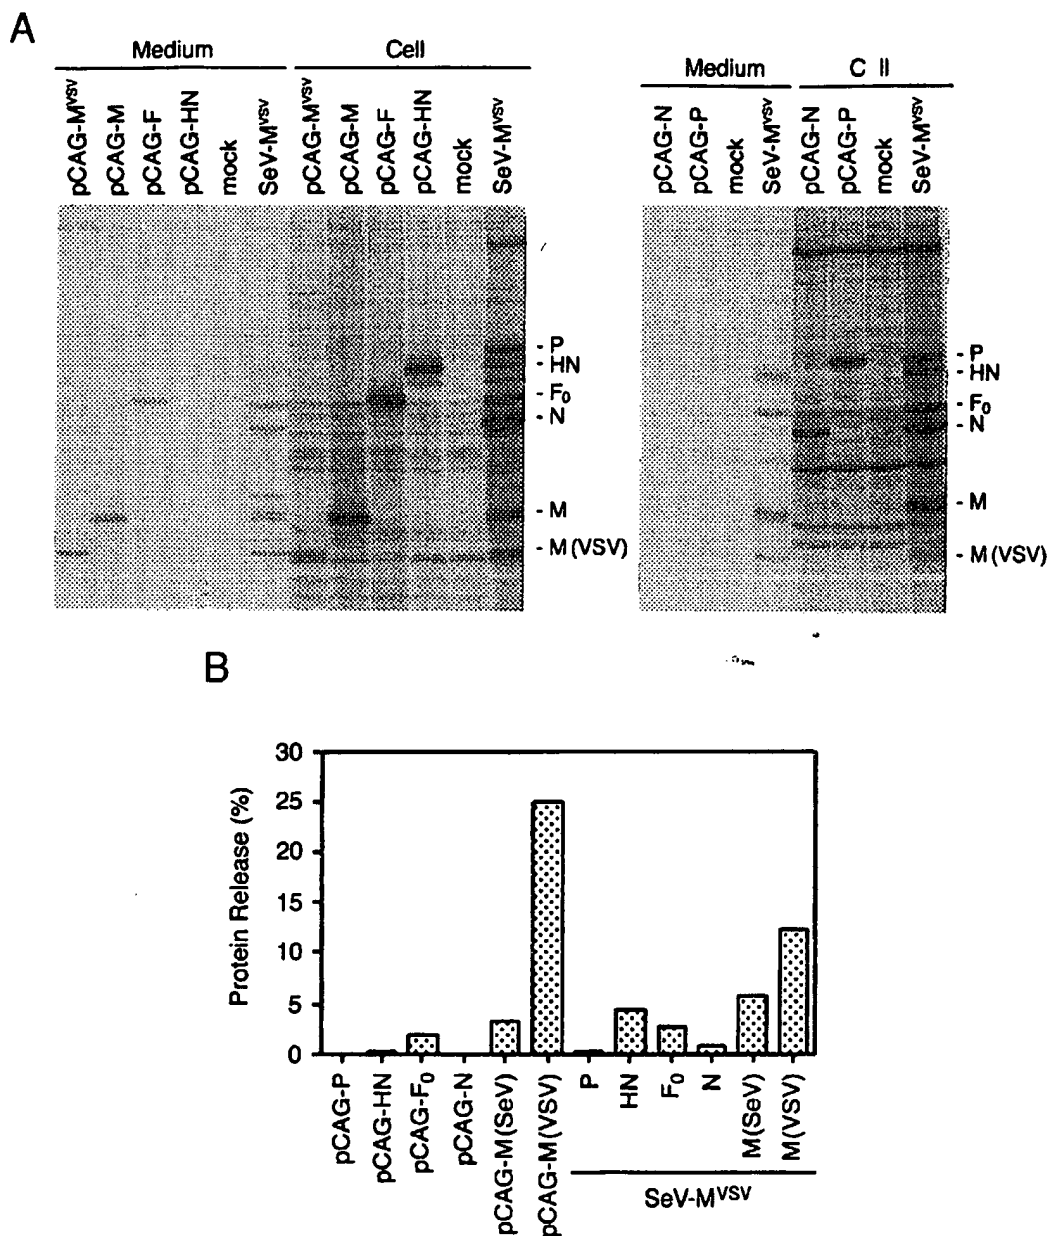 A
Medium Cell
pCAG-Mvsv
pCAG-M
pCAG-F
pCAG-HN
mock
SeV-Mvsv
pCAG-Mvsv
pCAG-M
pCAG-F
pCAG-HN
mock
SeV-Mvsv
- P
- HN
- F0
- N
- M
- M (VSV)
Medium C ll
pCAG-N
pCAG-P
mock
SeV-Mvsv
pCAG-N
pCAG-P
mock
SeV-Mvsv
- P
- HN
- F0
- N
- M
- M (VSV)
B
Protein Release (%)
30
25
20
15
10
5
0
pCAG-P
pCAG-HN
pCAG-F0
pCAG-N
pCAG-M(SeV)
pCAG-M(VSV)
P
HN
F0
N
M(SeV)
M(VSV)
SeV-MVSV